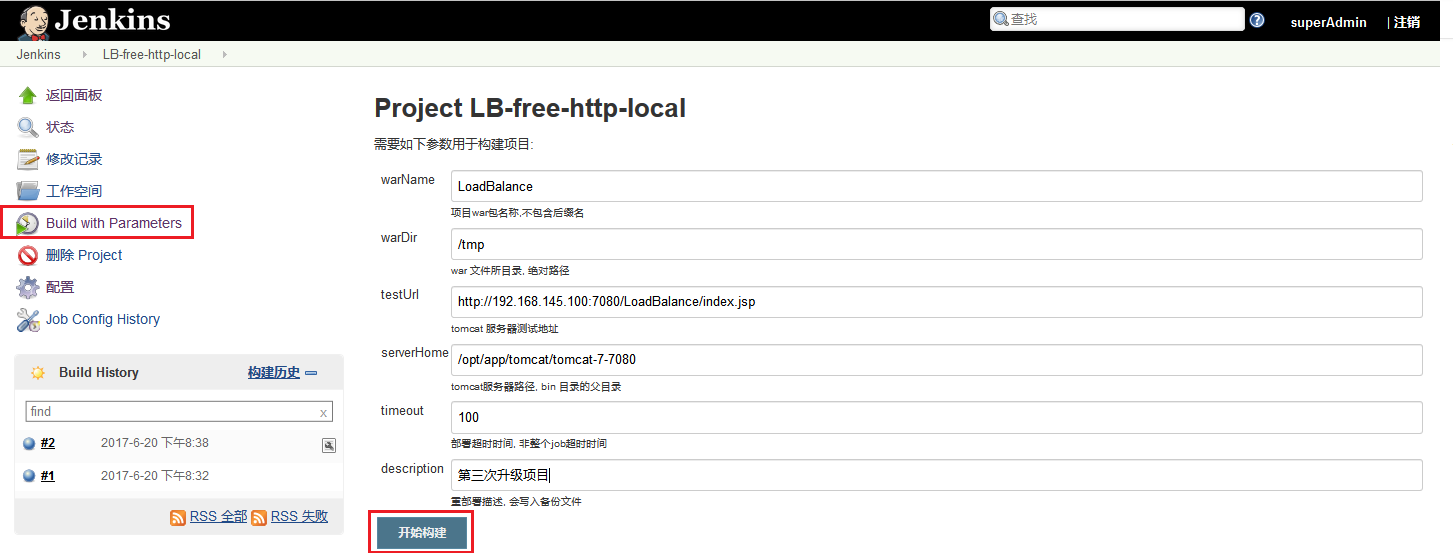 Jenkins
查找
superAdmin
| 注销
Jenkins
LB-free-http-local
返回面板
状态
修改记录
工作空间
Build with Parameters
删除 Project
配置
Job Config History
Build History
构建历史
find
x
#2
2017-6-20 下午8:38
#1
2017-6-20 下午8:32
RSS 全部
RSS 失败
Project LB-free-http-local
需要如下参数用于构建项目:
warName
LoadBalance
项目war包名称,不包含后缀名
warDir
/tmp
war 文件所目录, 绝对路径
testUrl
http://192.168.145.100:7080/LoadBalance/index.jsp
tomcat 服务器测试地址
serverHome
/opt/app/tomcat/tomcat-7-7080
tomcat服务器路径, bin 目录的父目录
timeout
100
部署超时时间, 非整个job超时时间
description
第三次升级项目
重部署描述, 会写入备份文件
开始构建